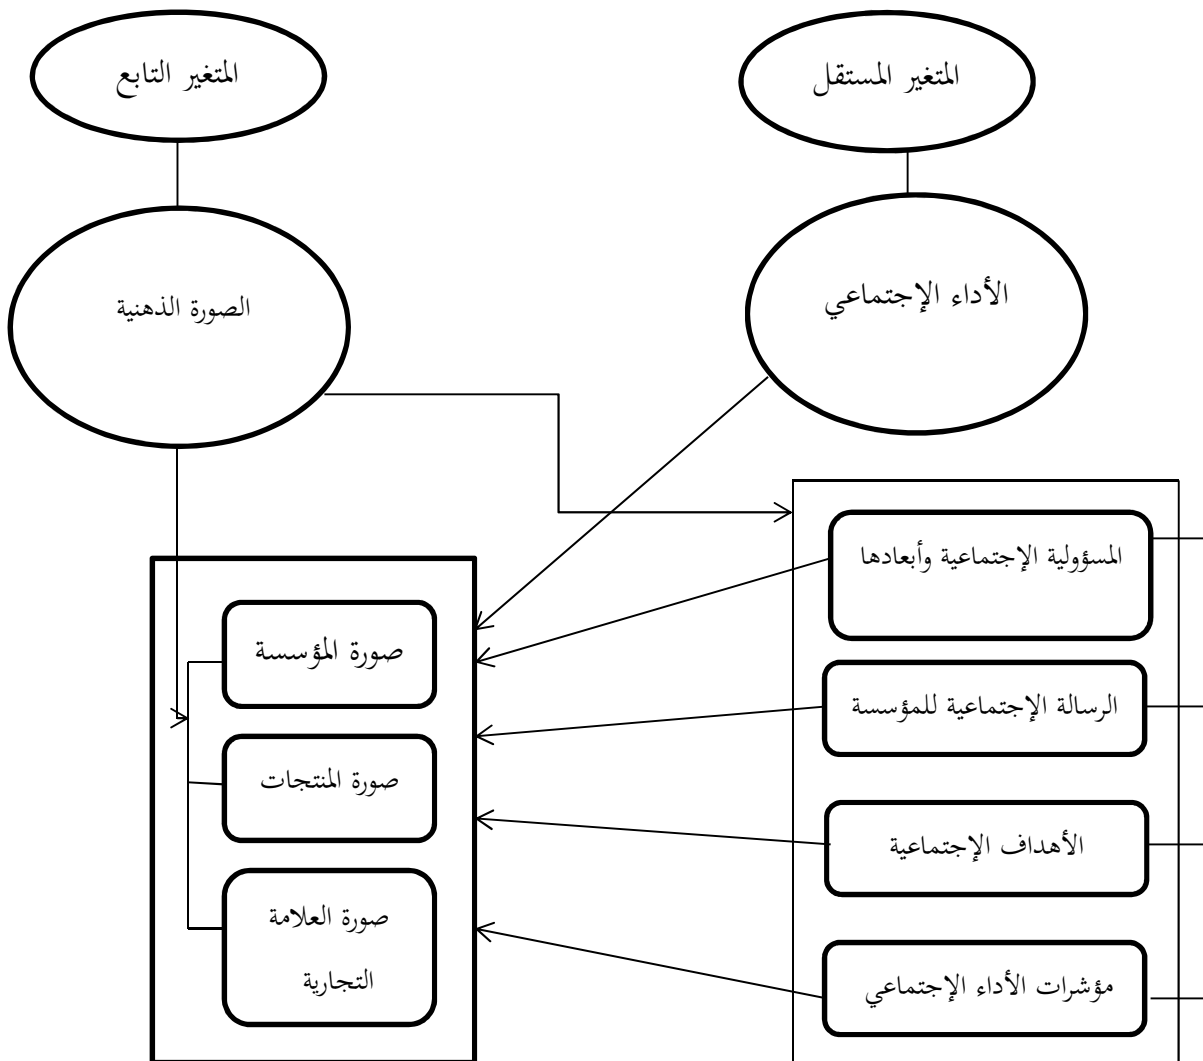 المتغير المستقل
المتغير التابع
الأداء الإجتماعي
الصورة الذهنية
المسؤولية الإجتماعية وأبعادها
الرسالة الإجتماعية للمؤسسة
الأهداف الإجتماعية
مؤشرات الأداء الإجتماعي
صورة المؤسسة
صورة المنتجات
صورة العلامة
التجارية